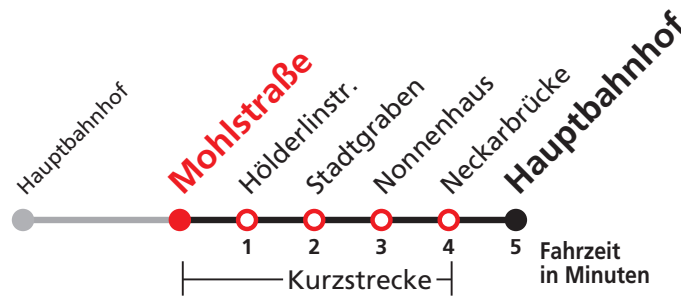 Hauptbahnhof
Mohlstraße
Hölderlinstr.
Stadtgraben
Nonnenhaus
Neckarbrücke
Hauptbahnhof
1 2 3 4 5 Fahrzeit
in Minuten
Kurzstrecke